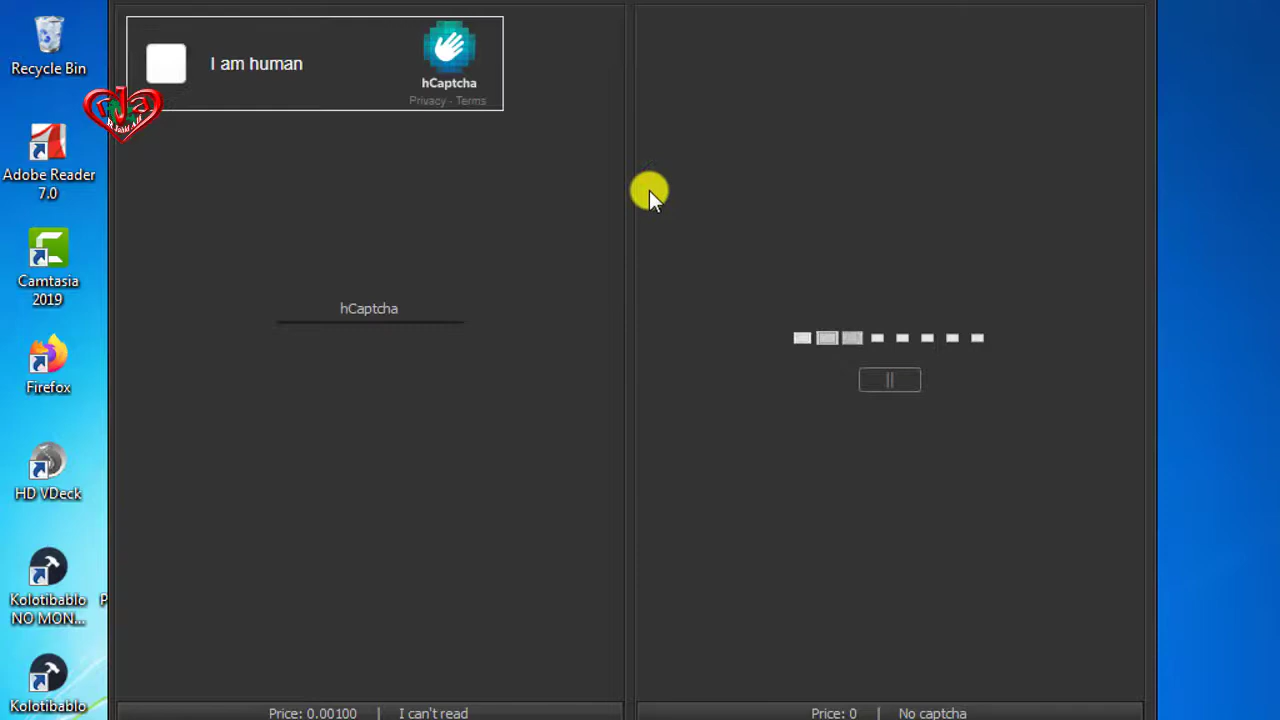 Recycle Bin
Adobe Reader
7.0
Camtasia
2019
Firefox
HD VDeck
Kolotibablo
NO MON...
P
Kolotibablo
I am human
hCaptcha
Privacy - Terms
hCaptcha
Price: 0.00100 | I can't read
Price: 0 | No captcha